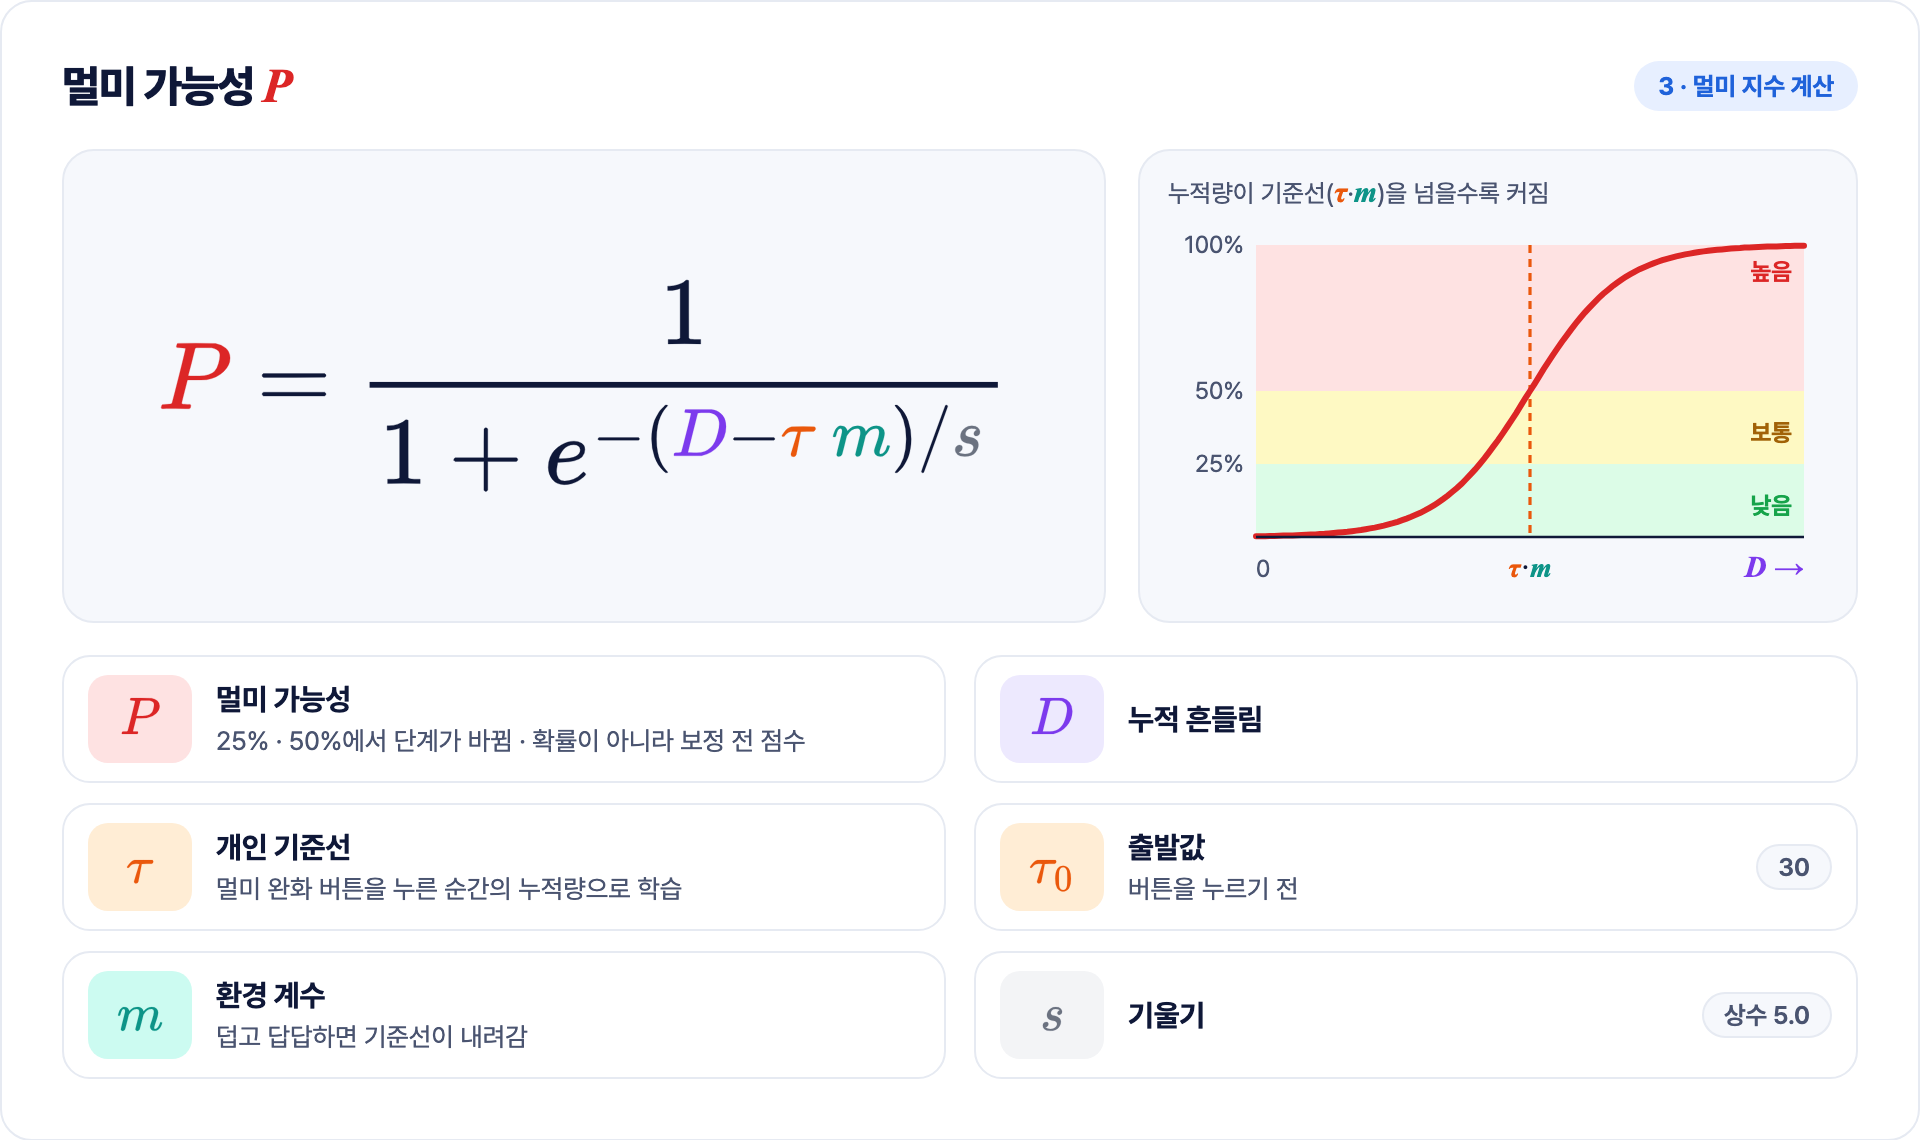 멀미 가능성 P
3 · 멀미 지수 계산
P = 1 / (1 + e^{−(D−τ m)/s})
누적량이 기준선(τ·m)을 넘을수록 커짐
100%
높음
50%
보통
25%
낮음
0
τ·m
D →
P
멀미 가능성
25% · 50%에서 단계가 바뀜 · 확률이 아니라 보정 전 점수
D
누적 흔들림
τ
개인 기준선
멀미 완화 버튼을 누른 순간의 누적량으로 학습
τ₀
출발값
버튼을 누르기 전
30
m
환경 계수
덥고 답답하면 기준선이 내려감
s
기울기
상수 5.0